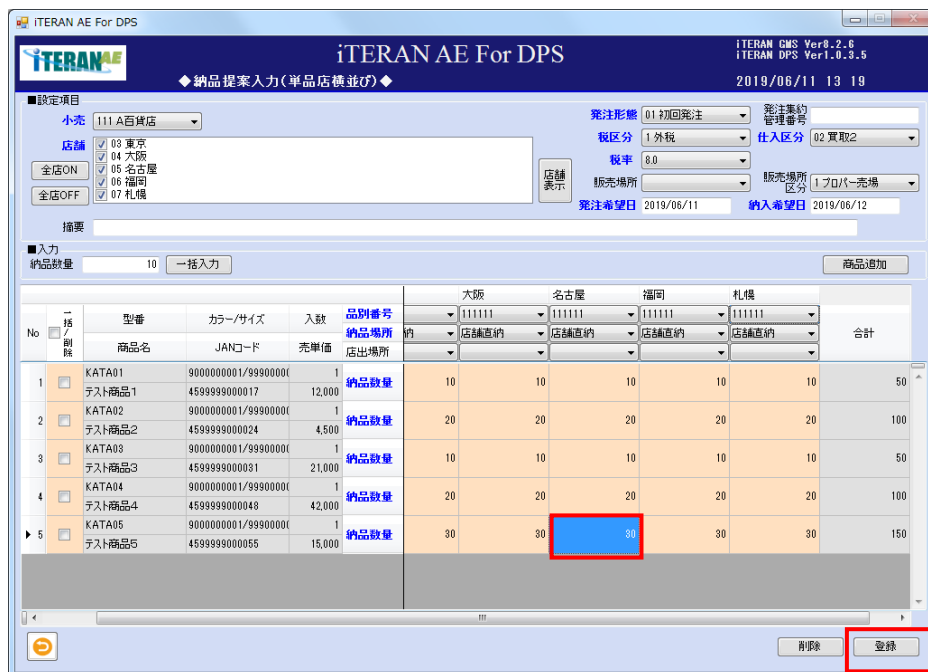 iTERAN AE For DPS
iTERAN AE
iTERAN AE For DPS
iTERAN GMS Ver8.2.6
iTERAN DPS Ver1.0.3.5
◆納品提案入力(単品店横並び)◆
2019/06/11 13 19
■設定項目
小売 111 A百貨店
発注形態 01 初回発注 発注集約管理番号
店舗 03 東京
04 大阪
05 名古屋
06 福岡
07 札幌
全店ON
全店OFF
店舗表示
税区分 1 外税 仕入区分 02 買取2
税率 8.0
販売場所 販売場所区分 1 プロパー売場
発注希望日 2019/06/11 納入希望日 2019/06/12
摘要
■入力
納品数量 10 一括入力 商品追加
大阪 名古屋 福岡 札幌
No 一括/削除 型番 カラー/サイズ 入数 品別番号 111111 111111 111111 111111 合計
納品場所 納 店舗直納 店舗直納 店舗直納 店舗直納
商品名 JANコード 売単価 店出場所
1 KATA01 9000000001/9990000( 1 納品数量 10 10 10 10 10 50
テスト商品1 4599999000017 12,000
2 KATA02 9000000001/9990000( 1 納品数量 20 20 20 20 20 100
テスト商品2 4599999000024 4,500
3 KATA03 9000000001/9990000( 1 納品数量 10 10 10 10 10 50
テスト商品3 4599999000031 21,000
4 KATA04 9000000001/9990000( 1 納品数量 20 20 20 20 20 100
テスト商品4 4599999000048 42,000
5 KATA05 9000000001/9990000( 1 納品数量 30 30 30 30 30 150
テスト商品5 4599999000055 15,000
削除 登録